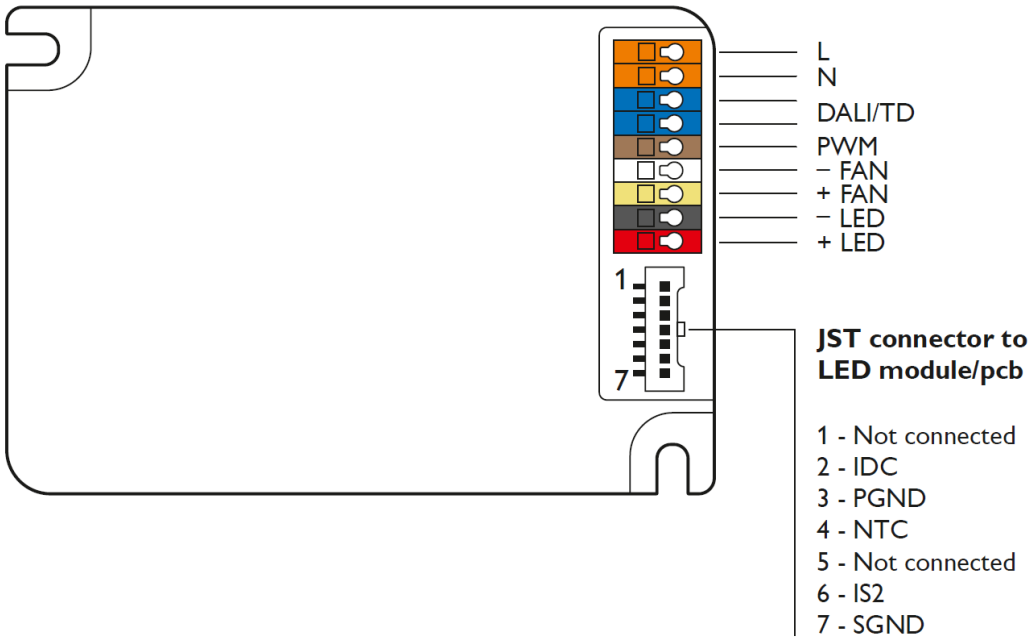 L
N
DALI/TD
PWM
– FAN
+ FAN
– LED
+ LED
1
7
JST connector to
LED module/pcb
1 - Not connected
2 - IDC
3 - PGND
4 - NTC
5 - Not connected
6 - IS2
7 - SGND